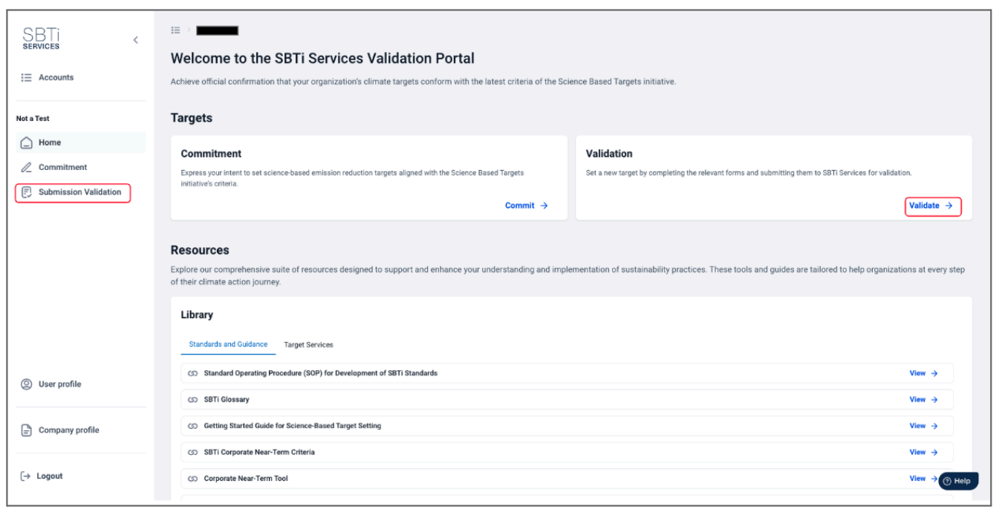 SBTi
SERVICES
Accounts
Not a Test
Home
Commitment
Submission Validation
User profile
Company profile
Logout
Welcome to the SBTi Services Validation Portal
Achieve official confirmation that your organization's climate targets conform with the latest criteria of the Science Based Targets initiative.
Targets
Commitment
Express your intent to set science-based emission reduction targets aligned with the Science Based Targets
initiative's criteria.
Commit →
Validation
Set a new target by completing the relevant forms and submitting them to SBTi Services for validation.
Validate →
Resources
Explore our comprehensive suite of resources designed to support and enhance your understanding and implementation of sustainability practices. These tools and guides are tailored to help organizations at every step
of their climate action journey.
Library
Standards and Guidance Target Services
Standard Operating Procedure (SOP) for Development of SBTi Standards View →
SBTi Glossary View →
Getting Started Guide for Science-Based Target Setting View →
SBTi Corporate Near-Term Criteria View →
Corporate Near-Term Tool View →
Help